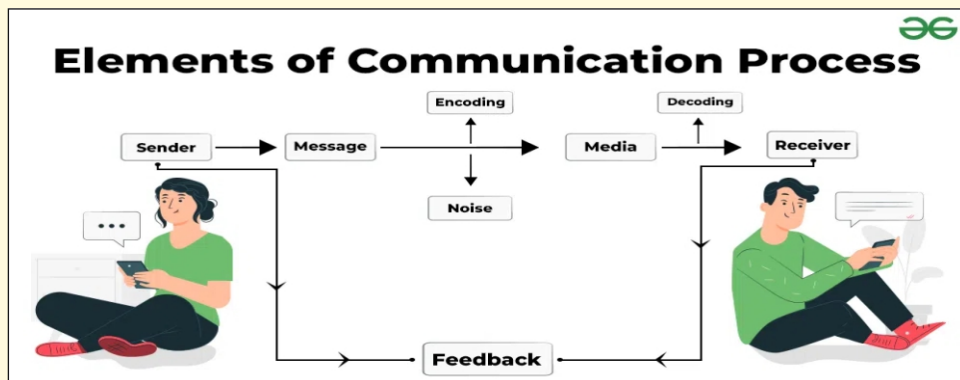 Elements of Communication Process
Encoding
Decoding
Sender
Message
Media
Receiver
Noise
Feedback